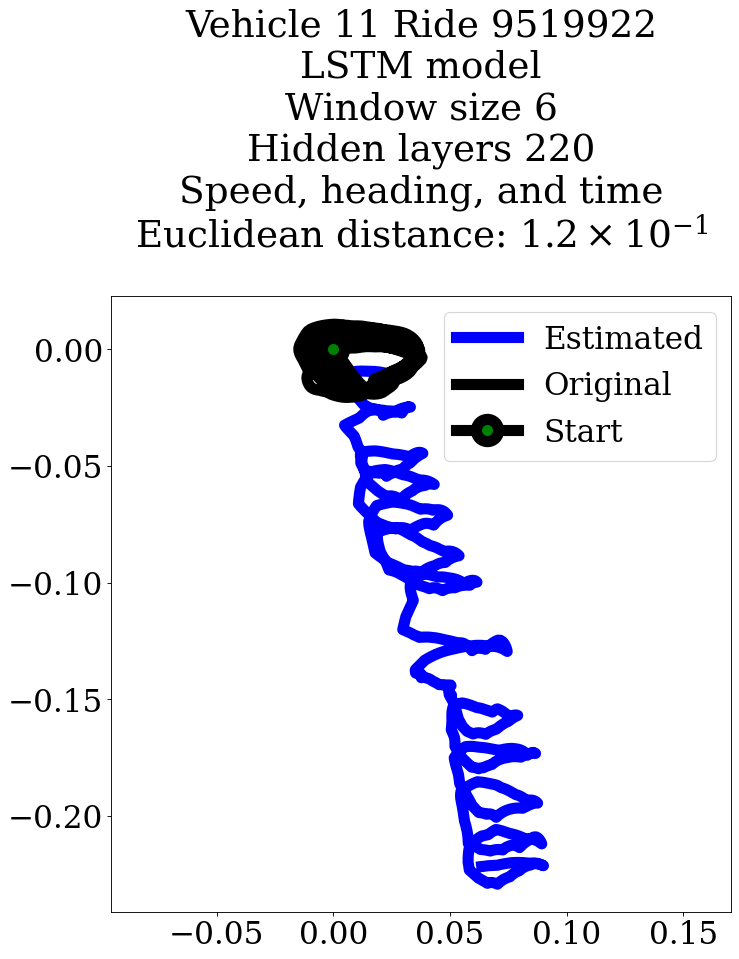 Vehicle 11 Ride 9519922
LSTM model
Window size 6
Hidden layers 220
Speed, heading, and time
Euclidean distance: 1.2 × 10⁻¹
Estimated
Original
Start
0.00
−0.05
−0.10
−0.15
−0.20
−0.05 0.00 0.05 0.10 0.15